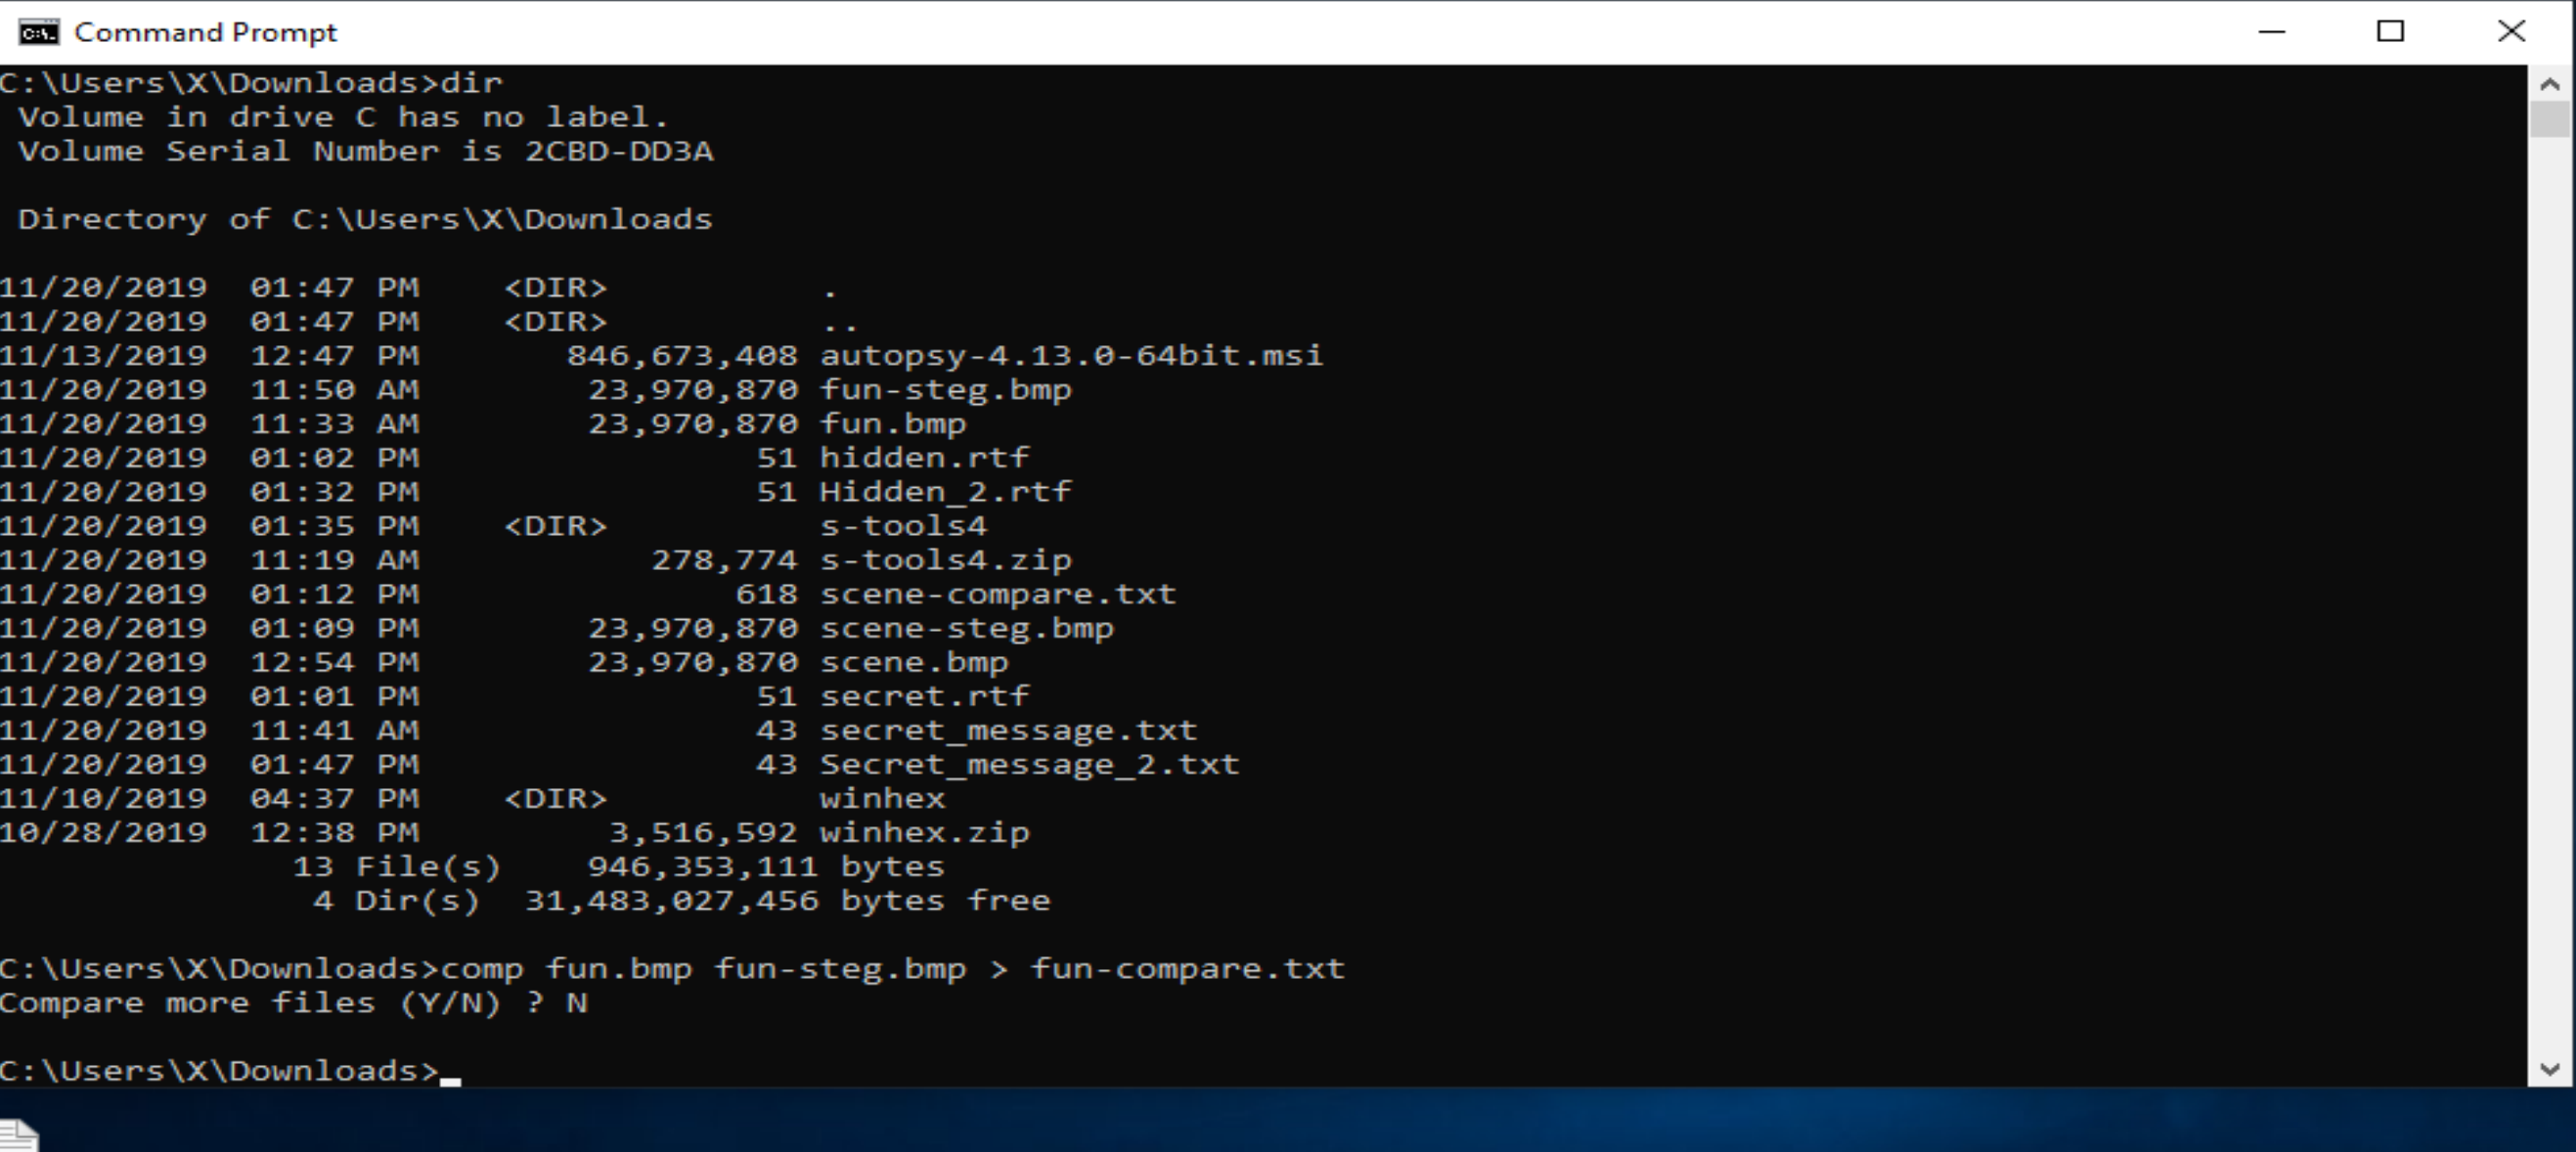 Command Prompt
C:\Users\X\Downloads>dir
 Volume in drive C has no label.
 Volume Serial Number is 2CBD-DD3A

 Directory of C:\Users\X\Downloads

11/20/2019  01:47 PM    <DIR>          .
11/20/2019  01:47 PM    <DIR>          ..
11/13/2019  12:47 PM       846,673,408 autopsy-4.13.0-64bit.msi
11/20/2019  11:50 AM        23,970,870 fun-steg.bmp
11/20/2019  11:33 AM        23,970,870 fun.bmp
11/20/2019  01:02 PM                51 hidden.rtf
11/20/2019  01:32 PM                51 Hidden_2.rtf
11/20/2019  01:35 PM    <DIR>          s-tools4
11/20/2019  11:19 AM           278,774 s-tools4.zip
11/20/2019  01:12 PM               618 scene-compare.txt
11/20/2019  01:09 PM        23,970,870 scene-steg.bmp
11/20/2019  12:54 PM        23,970,870 scene.bmp
11/20/2019  01:01 PM                51 secret.rtf
11/20/2019  11:41 AM                43 secret_message.txt
11/20/2019  01:47 PM                43 Secret_message_2.txt
11/10/2019  04:37 PM    <DIR>          winhex
10/28/2019  12:38 PM         3,516,592 winhex.zip
              13 File(s)    946,353,111 bytes
               4 Dir(s)  31,483,027,456 bytes free

C:\Users\X\Downloads>comp fun.bmp fun-steg.bmp > fun-compare.txt
Compare more files (Y/N) ? N

C:\Users\X\Downloads>